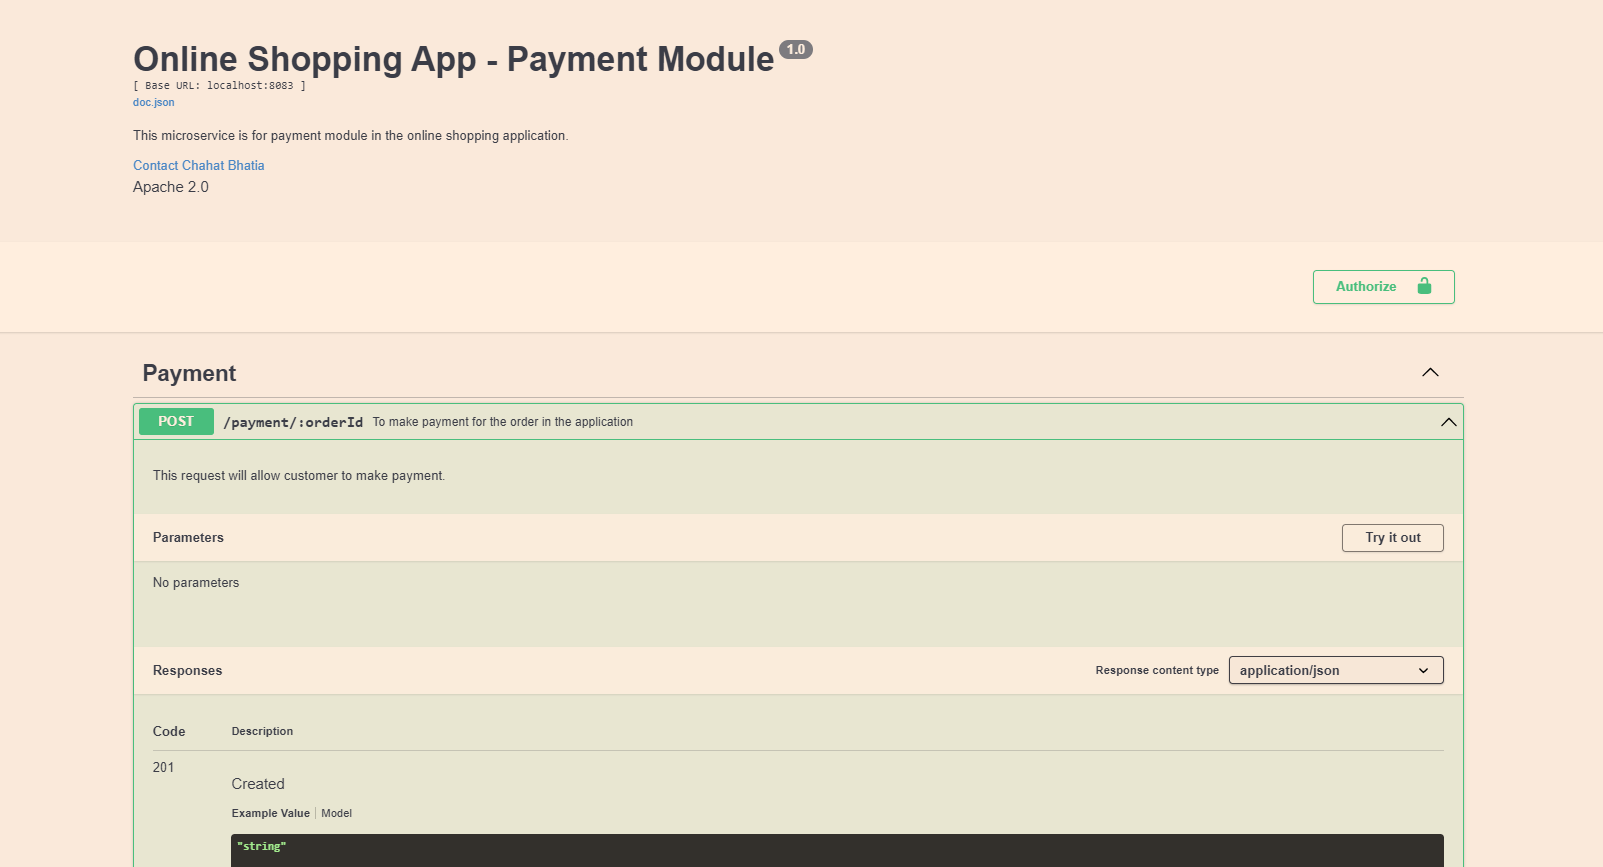 Online Shopping App - Payment Module 1.0
[ Base URL: localhost:8083 ]
doc.json
This microservice is for payment module in the online shopping application.
Contact Chahat Bhatia
Apache 2.0
Authorize
Payment
POST /payment/:orderId To make payment for the order in the application
This request will allow customer to make payment.
Parameters Try it out
No parameters
Responses Response content type application/json
Code Description
201
Created
Example Value Model
"string"